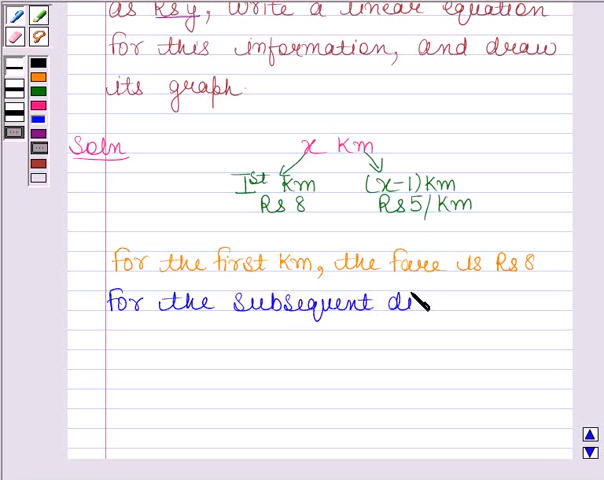 as Rs y, write a linear equation
for this information, and draw
its graph.
Soln
x Km
Ist Km
(x-1) Km
Rs 8
Rs 5/Km
For the first Km, the fare is Rs 8
For the subsequent di